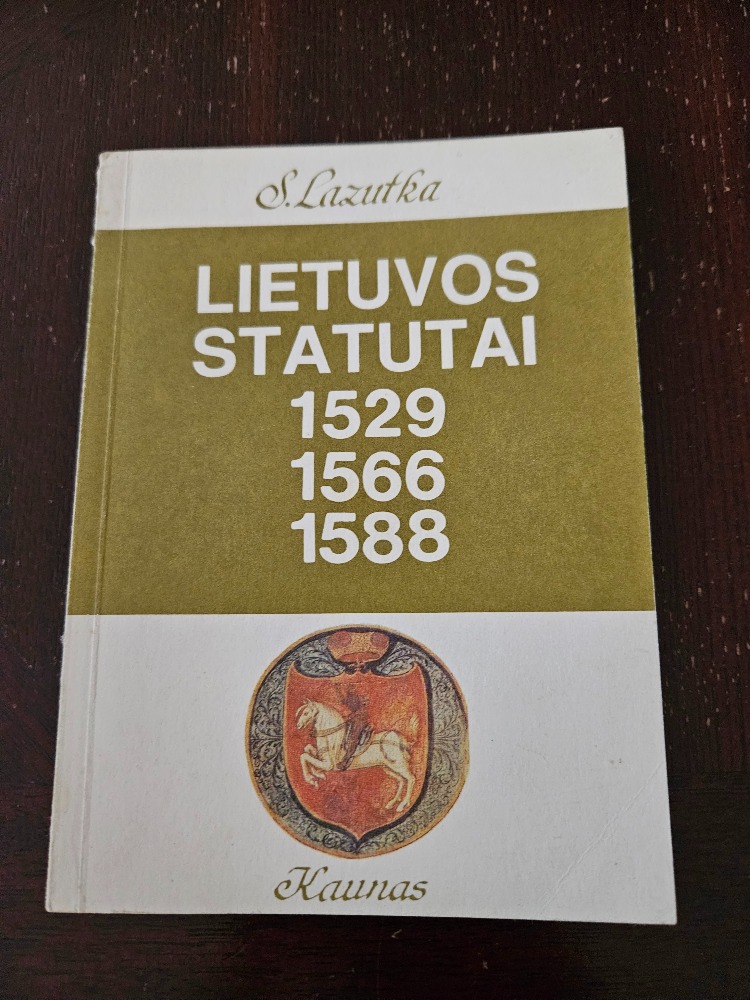 S. Lazutka
LIETUVOS
STATUTAI
1529
1566
1588
Kaunas